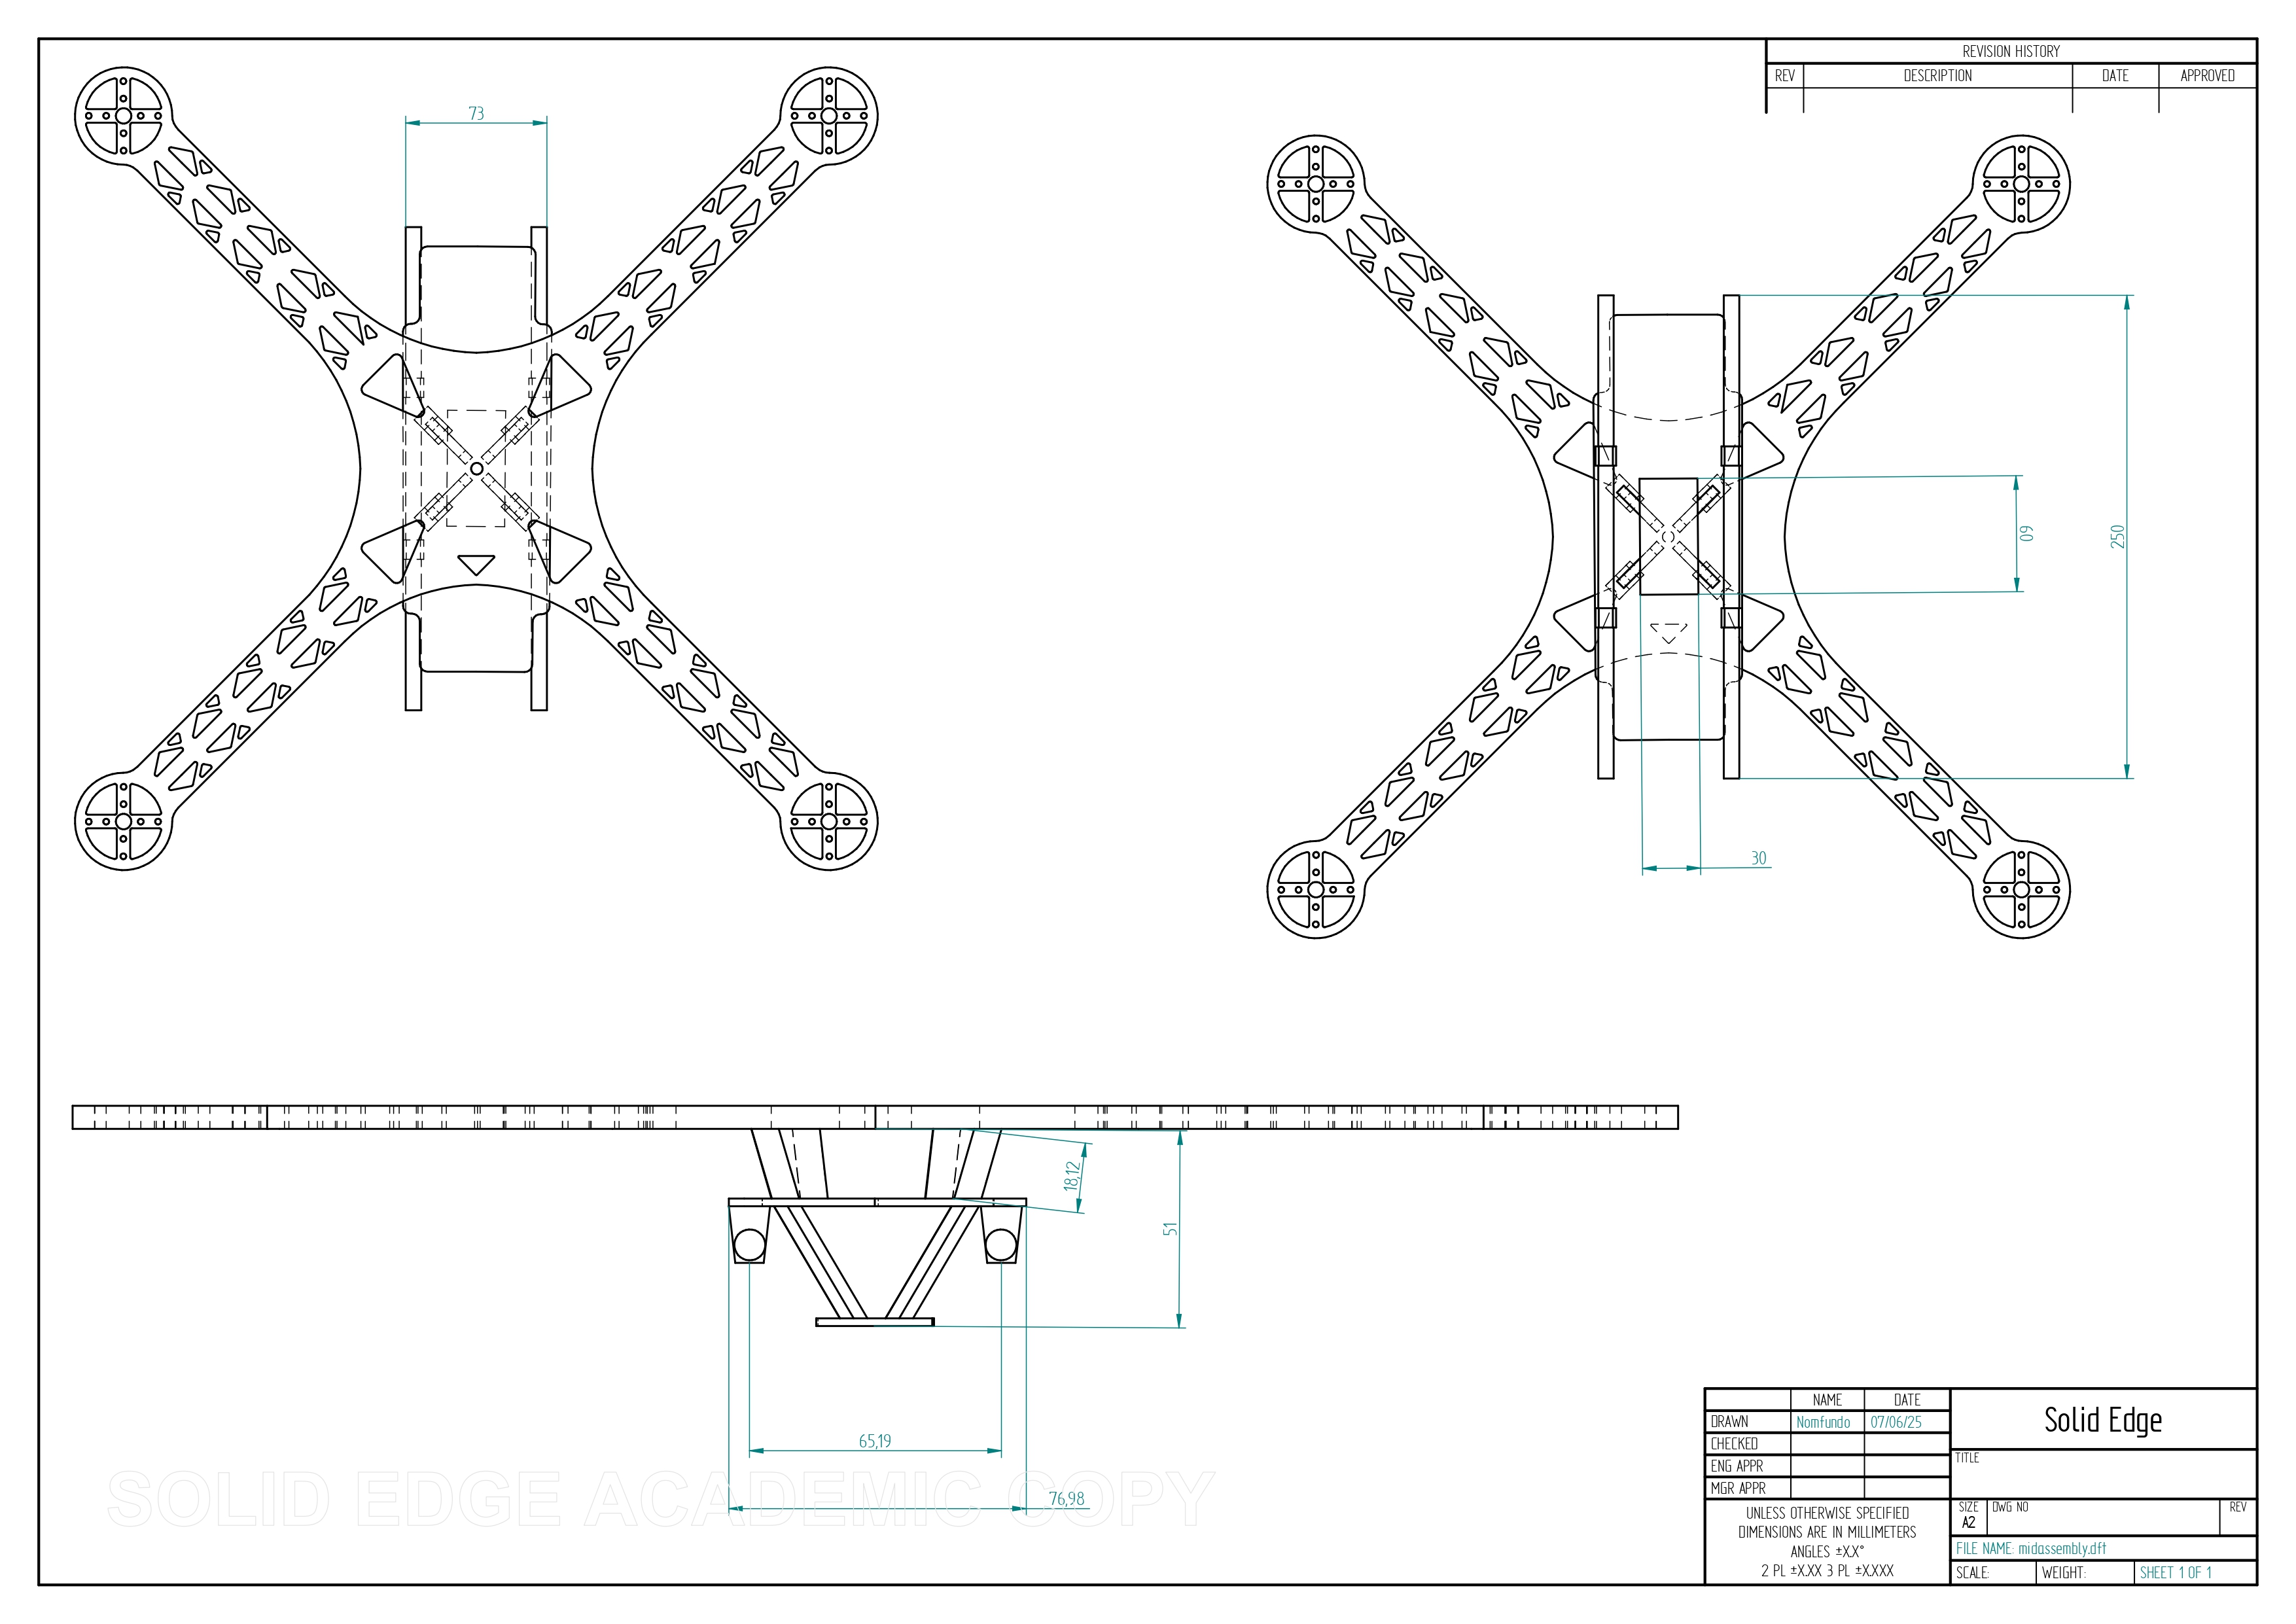 REVISION HISTORY
REV DESCRIPTION DATE APPROVED
73
60
250
30
18,12
51
65,19
76,98
SOLID EDGE ACADEMIC COPY
NAME DATE
DRAWN Nomfundo 07/06/25
CHECKED
ENG APPR
MGR APPR
UNLESS OTHERWISE SPECIFIED
DIMENSIONS ARE IN MILLIMETERS
ANGLES ±X.X°
2 PL ±X.XX 3 PL ±X.XXX
Solid Edge
TITLE
SIZE DWG NO REV
A2
FILE NAME: midassembly.dft
SCALE: WEIGHT: SHEET 1 OF 1